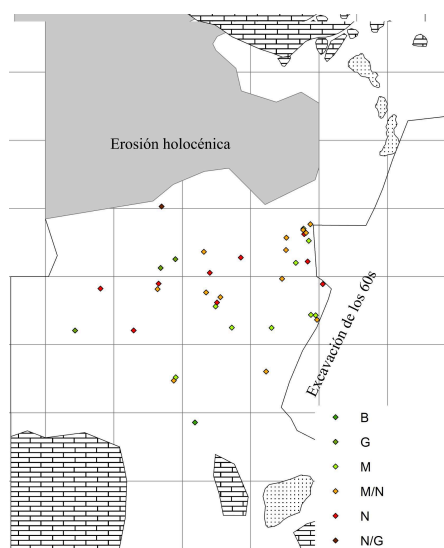 Erosión holocénica
Excavación de los 60s
B
G
M
M/N
N
N/G